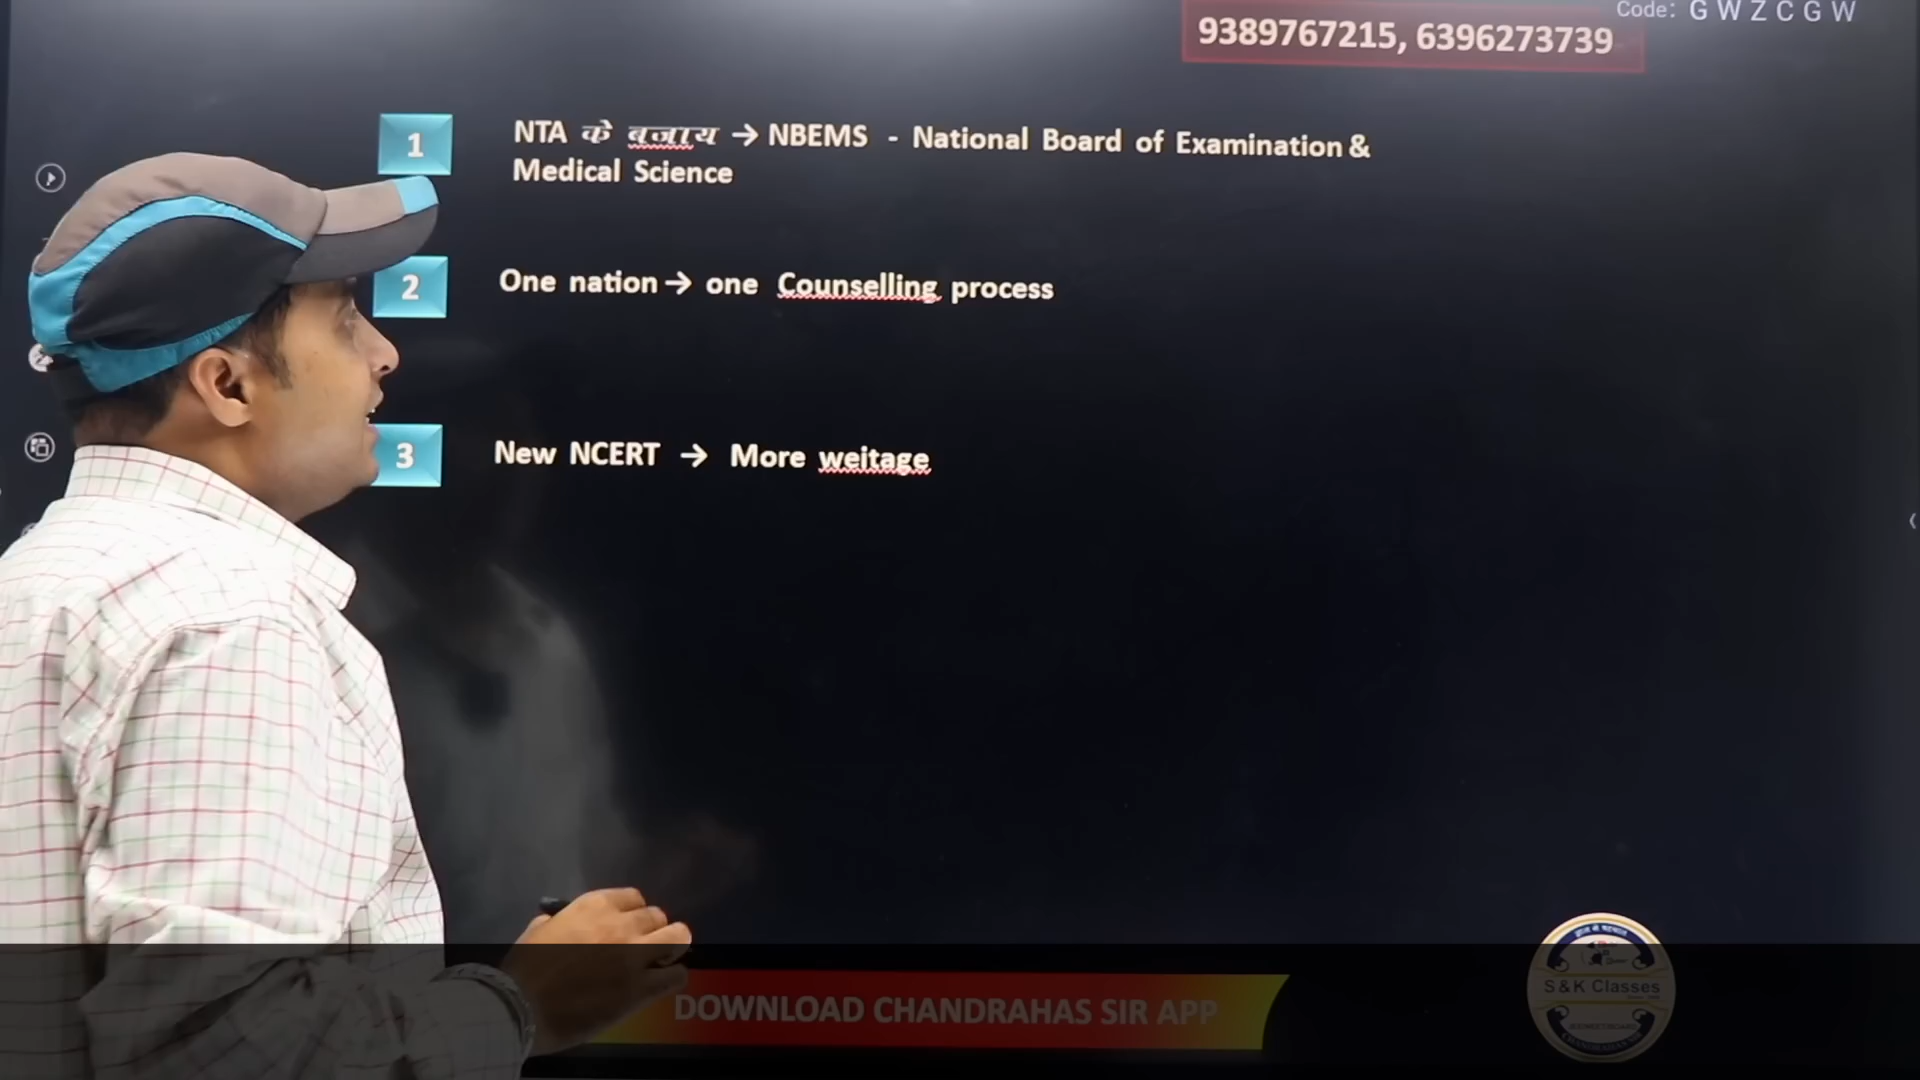 Code: G W Z C G W
9389767215, 6396273739
1
NTA के बजाय → NBEMS - National Board of Examination &
Medical Science
2
One nation → one Counselling process
3
New NCERT → More weitage
DOWNLOAD CHANDRAHAS SIR APP
S & K Classes